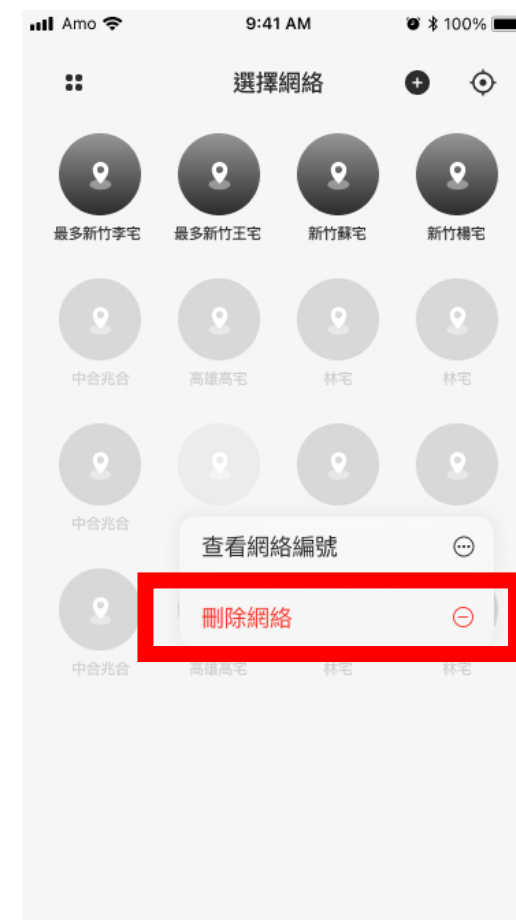 Amo 9:41 AM 100%
選擇網絡
最多新竹李宅 最多新竹王宅 新竹蘇宅 新竹楊宅
中合兆合 高雄高宅 林宅 林宅
中合兆合
查看網絡編號
刪除網絡
中合兆合 高雄高宅 林宅 林宅